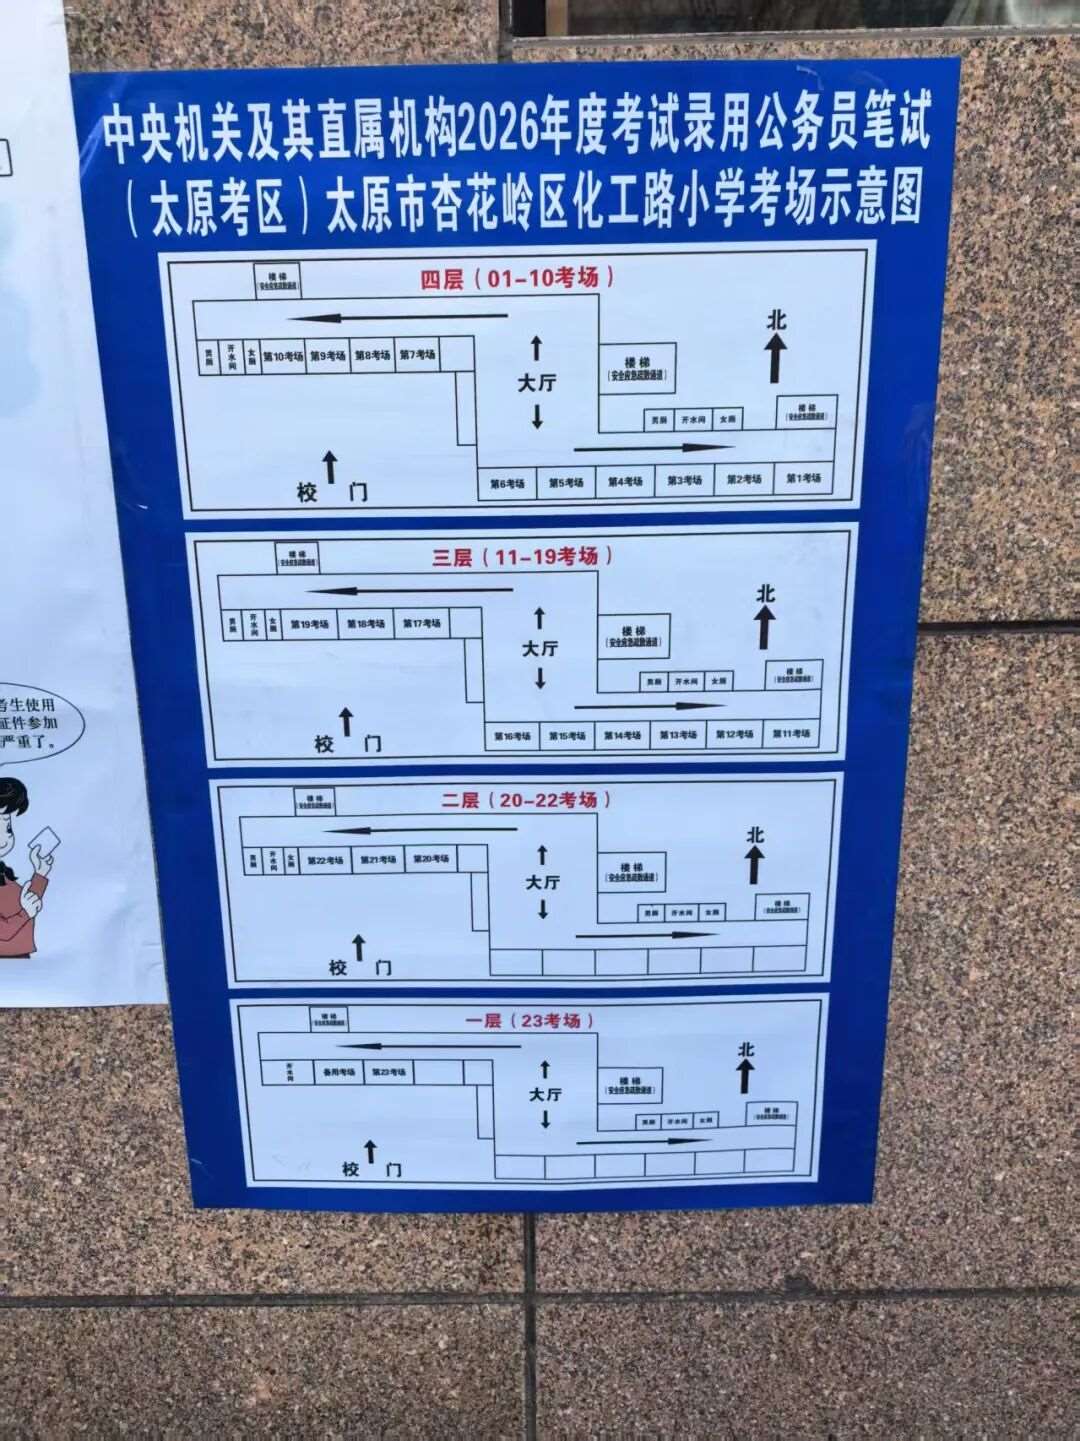 中央机关及其直属机构2026年度考试录用公务员笔试
（太原考区）太原市杏花岭区化工路小学考场示意图
四层（01-10考场）
楼梯
（安全应急疏散通道）
北
男厕 开水间 女厕 第10考场 第9考场 第8考场 第7考场
大厅
楼梯
（安全应急疏散通道）
楼梯
（安全应急疏散通道）
男厕 开水间 女厕
校 门
第6考场 第5考场 第4考场 第3考场 第2考场 第1考场
三层（11-19考场）
楼梯
（安全应急疏散通道）
北
男厕 开水间 女厕 第19考场 第18考场 第17考场
大厅
楼梯
（安全应急疏散通道）
楼梯
（安全应急疏散通道）
男厕 开水间 女厕
校 门
第16考场 第15考场 第14考场 第13考场 第12考场 第11考场
二层（20-22考场）
楼梯
（安全应急疏散通道）
北
男厕 开水间 女厕 第22考场 第21考场 第20考场
大厅
楼梯
（安全应急疏散通道）
楼梯
（安全应急疏散通道）
男厕 开水间 女厕
校 门
一层（23考场）
楼梯
（安全应急疏散通道）
北
开水间 备用考场 第23考场
大厅
楼梯
（安全应急疏散通道）
楼梯
（安全应急疏散通道）
男厕 开水间 女厕
校 门
考生使用
证件参加
严重了。